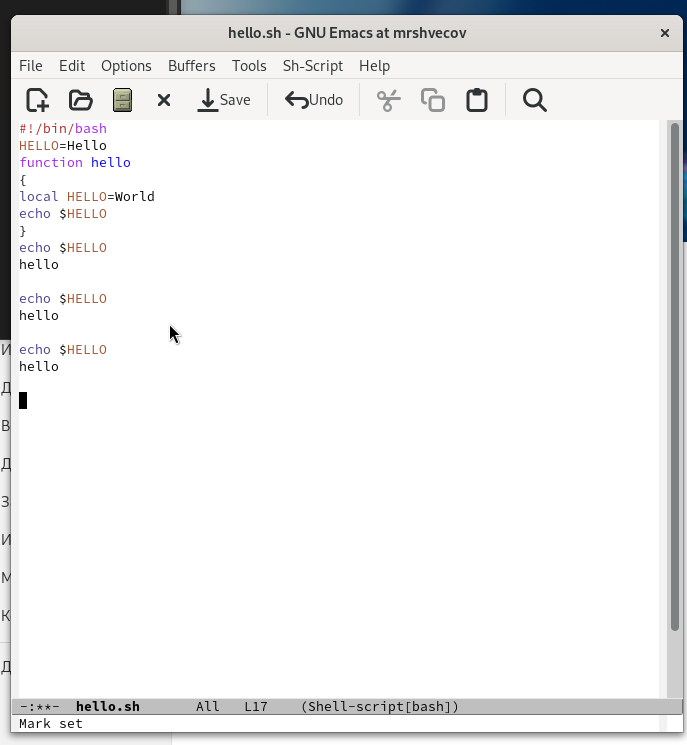 hello.sh - GNU Emacs at mrshvecov
File Edit Options Buffers Tools Sh-Script Help
Save Undo
#!/bin/bash
HELLO=Hello
function hello
{
local HELLO=World
echo $HELLO
}
echo $HELLO
hello
echo $HELLO
hello
echo $HELLO
hello
И
Д
В
Д
З
И
М
К
Д
-:**- hello.sh All L17 (Shell-script[bash])
Mark set